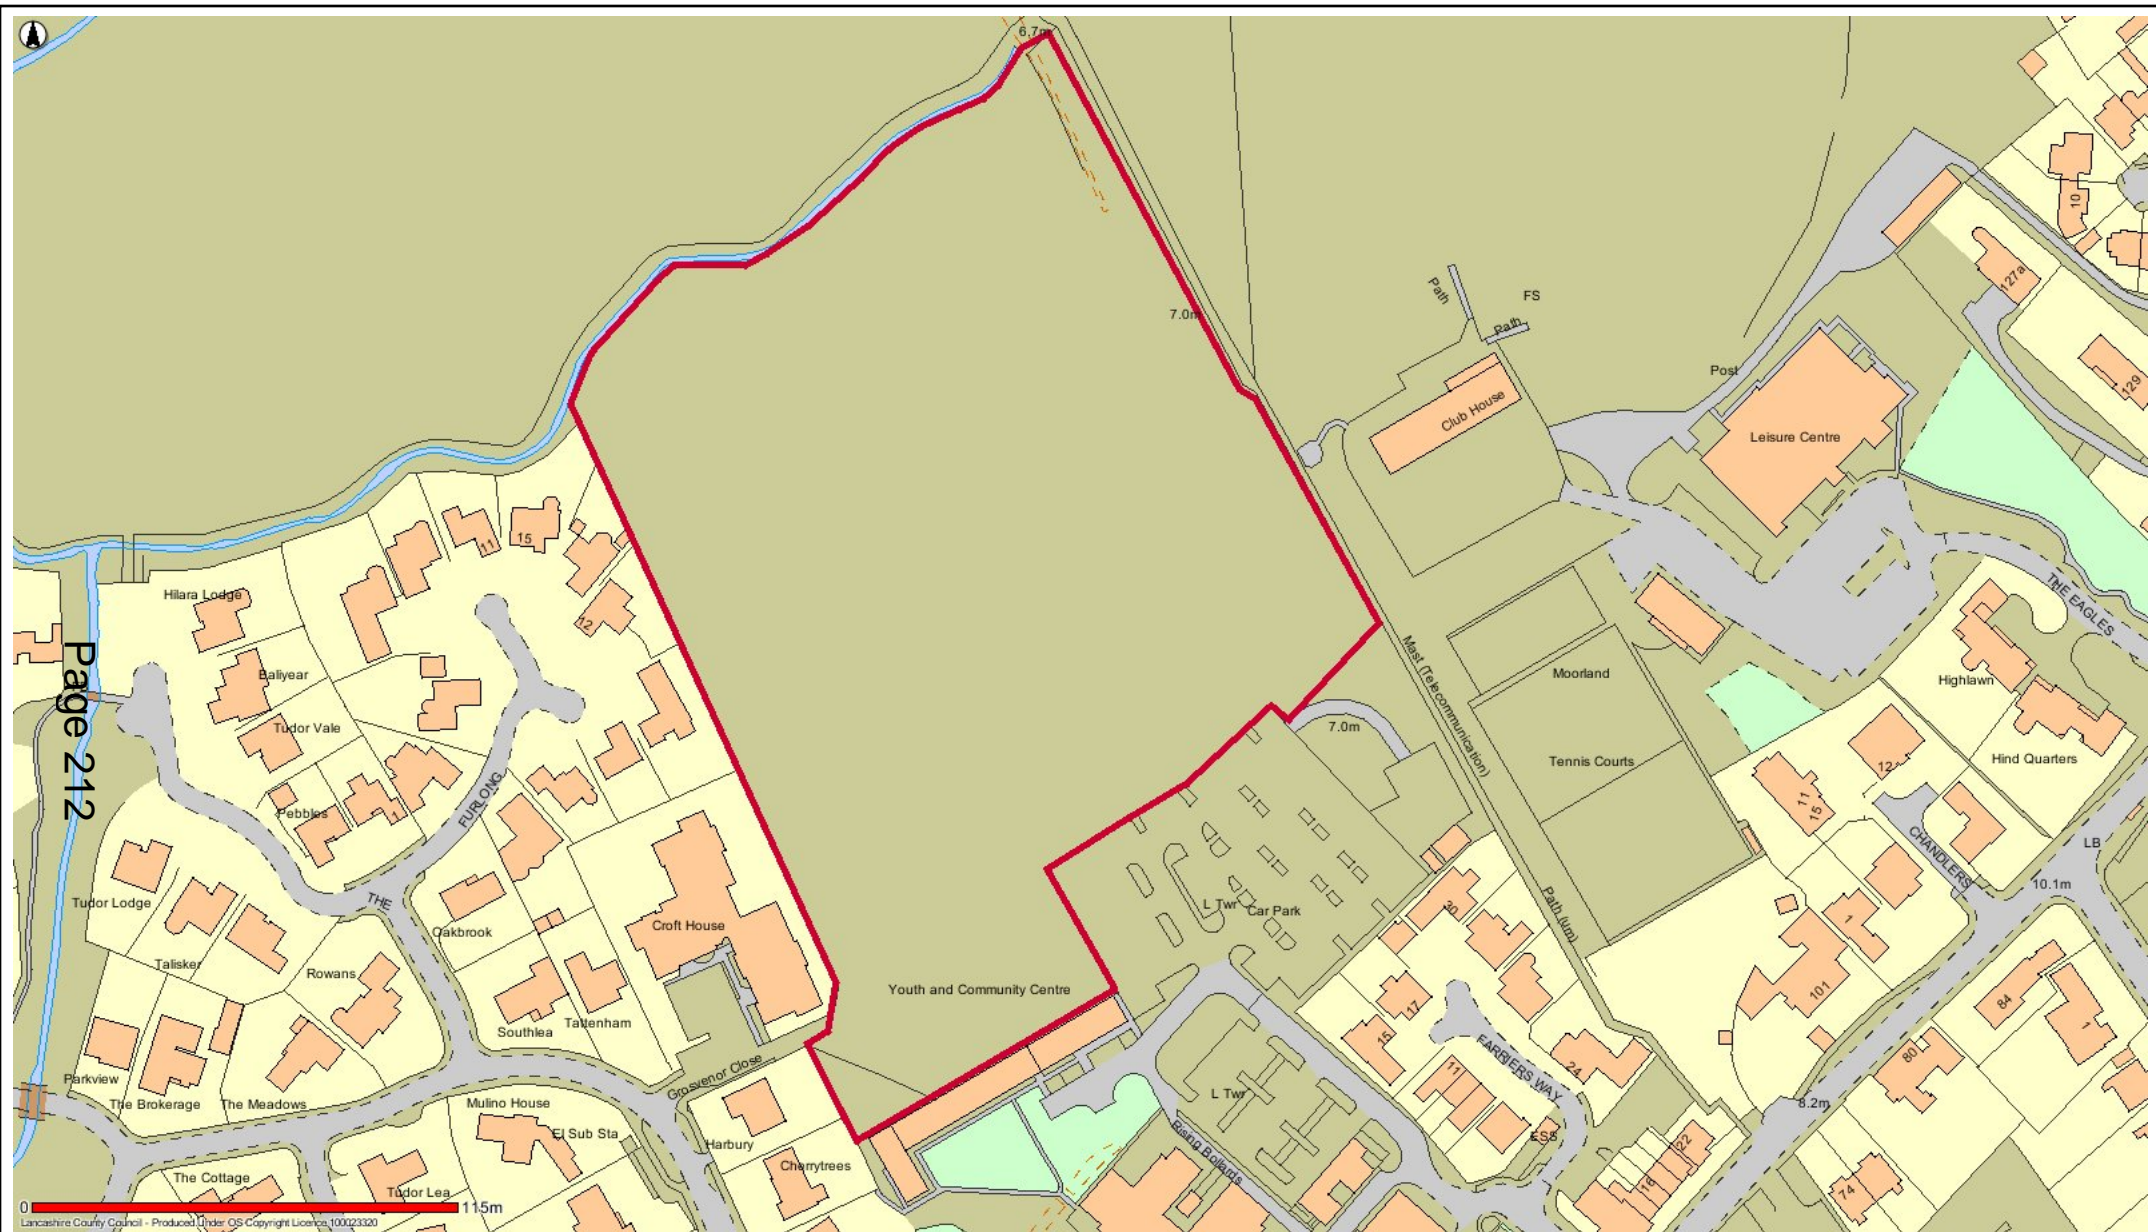 6.7m
10
127a
129
Path
FS
Path
7.0m
Post
Club House
Leisure Centre
11
15
12
Hilara Lodge
THE EAGLES
Page 212
Baliyear
Mast (Telecommunication)
Moorland
Highlawn
Tudor Vale
7.0m
Tennis Courts
Hind Quarters
FURLONG
Pebbles
1
11
15
CHANDLERS
LB
10.1m
Tudor Lodge
THE
Oakbrook
Croft House
L Twr
Car Park
30
Path (um)
1
Talisker
Rowans
Youth and Community Centre
101
84
1
Southlea
Tattenham
17
15
FARRIERS WAY
24
80
Parkview
Grosvenor Close
11
The Brokerage
The Meadows
Mulino House
L Twr
8.2m
El Sub Sta
Harbury
Rising Bollards
ESS
22
Cherrytrees
The Cottage
Tudor Lea
16
74
0
115m
Lancashire County Council - Produced Under OS Copyright Licence 100023320